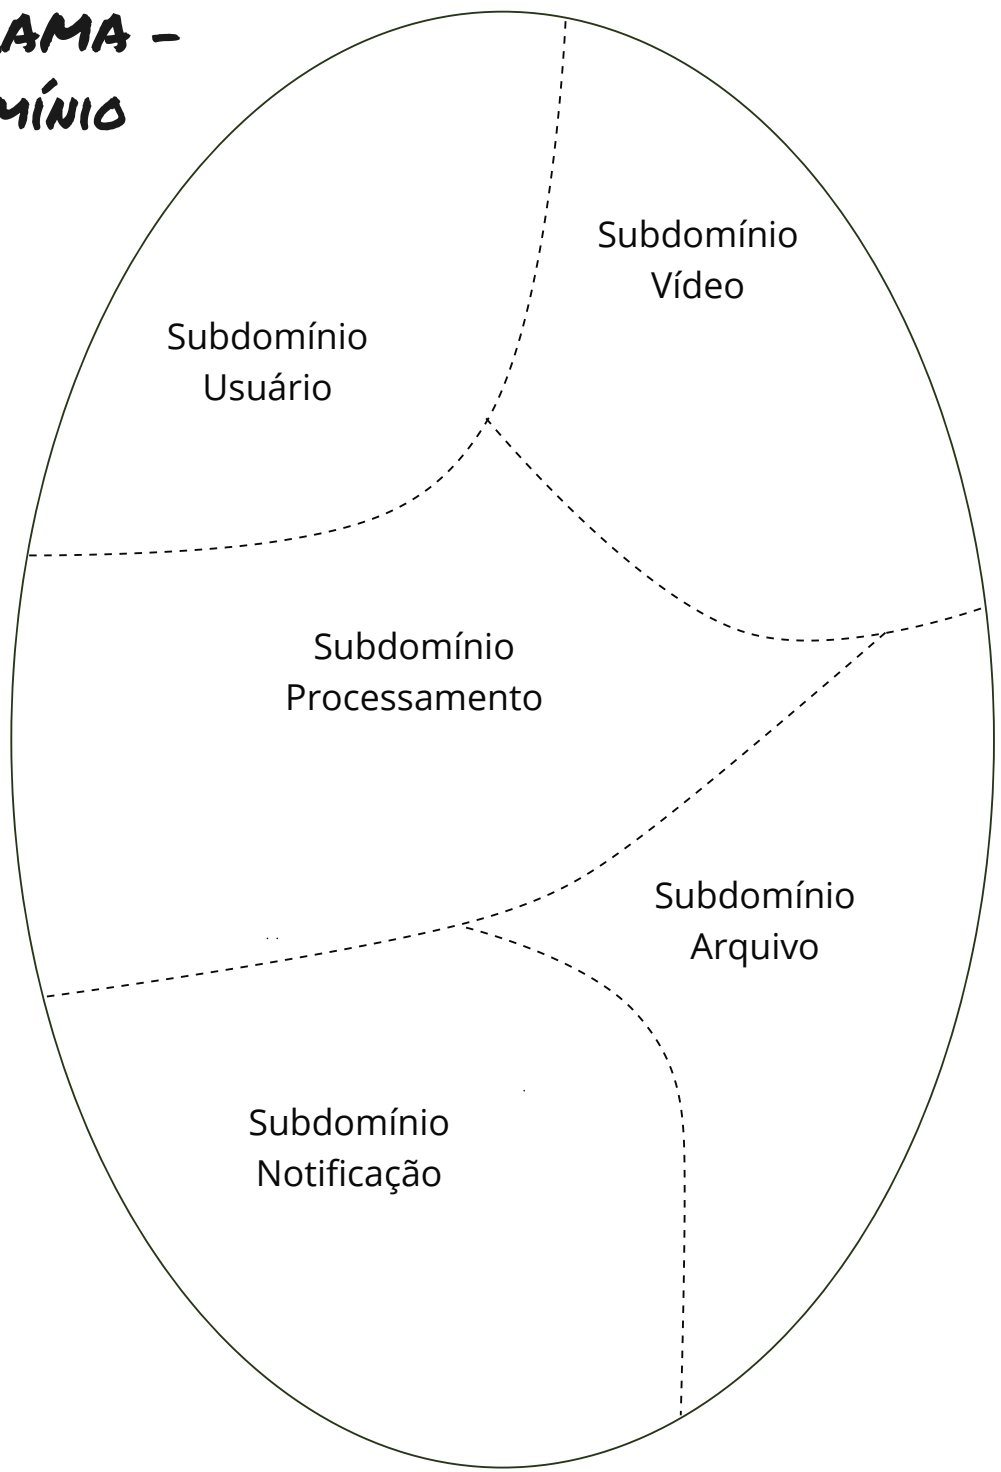 AMA -
MÍNIO
Subdomínio
Vídeo
Subdomínio
Usuário
Subdomínio
Processamento
Subdomínio
Arquivo
Subdomínio
Notificação